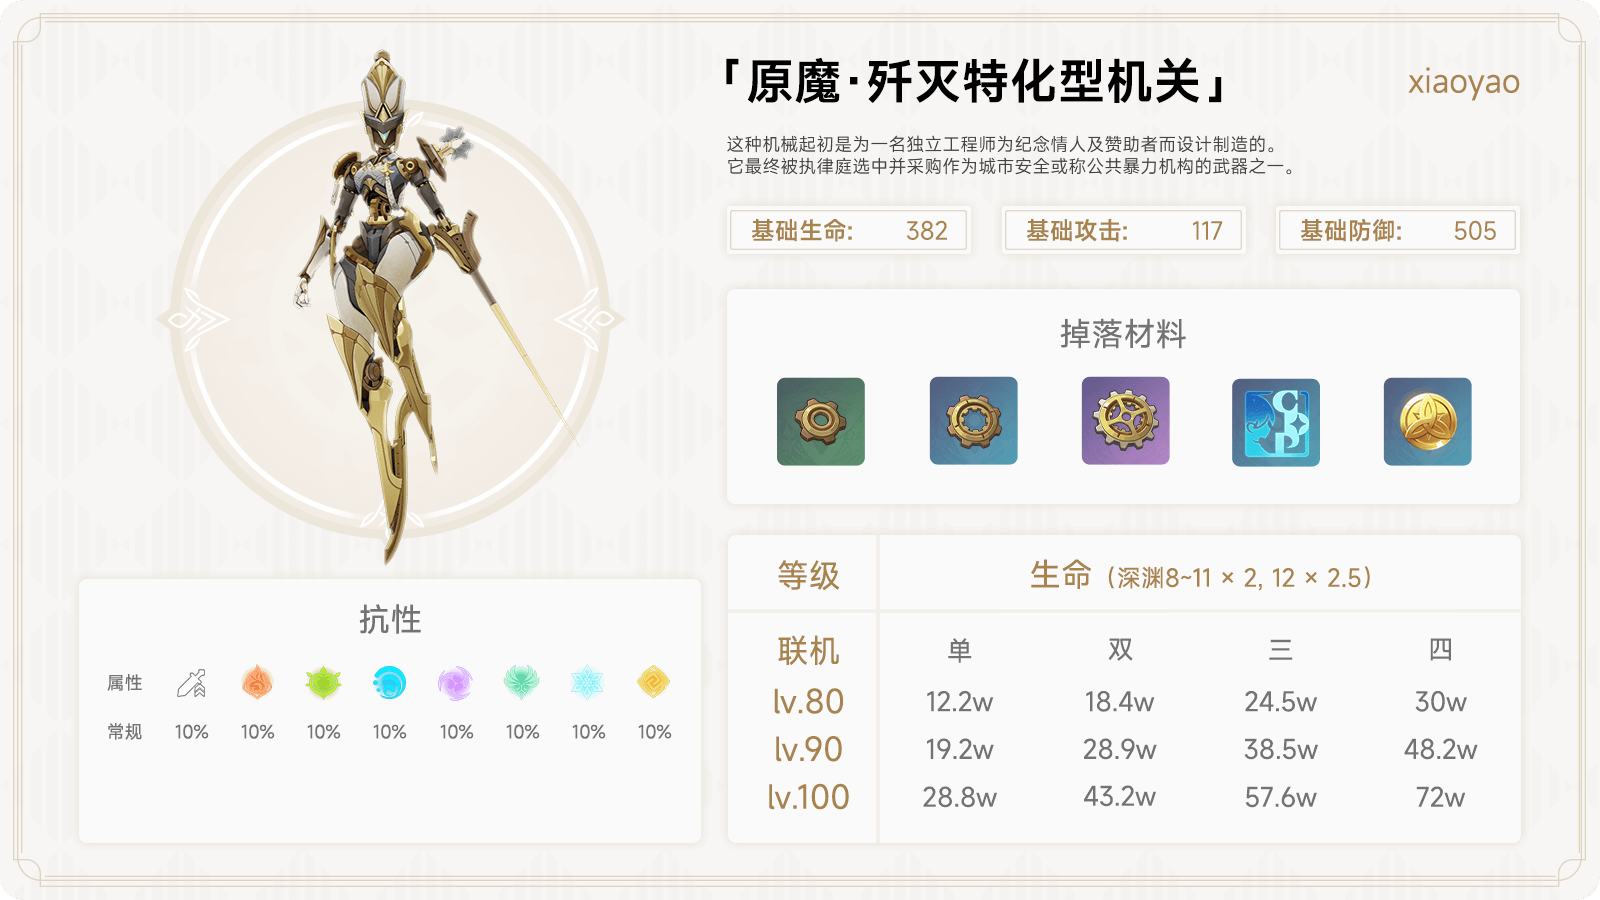 「原魔·歼灭特化型机关」
xiaoyao
这种机械起初是为一名独立工程师为纪念情人及赞助者而设计制造的。
它最终被执律庭选中并采购作为城市安全或称公共暴力机构的武器之一。
基础生命: 382
基础攻击: 117
基础防御: 505
掉落材料
抗性
属性
常规 10% 10% 10% 10% 10% 10% 10% 10%
等级 生命（深渊8~11 × 2, 12 × 2.5）
联机 单 双 三 四
lv.80 12.2w 18.4w 24.5w 30w
lv.90 19.2w 28.9w 38.5w 48.2w
lv.100 28.8w 43.2w 57.6w 72w